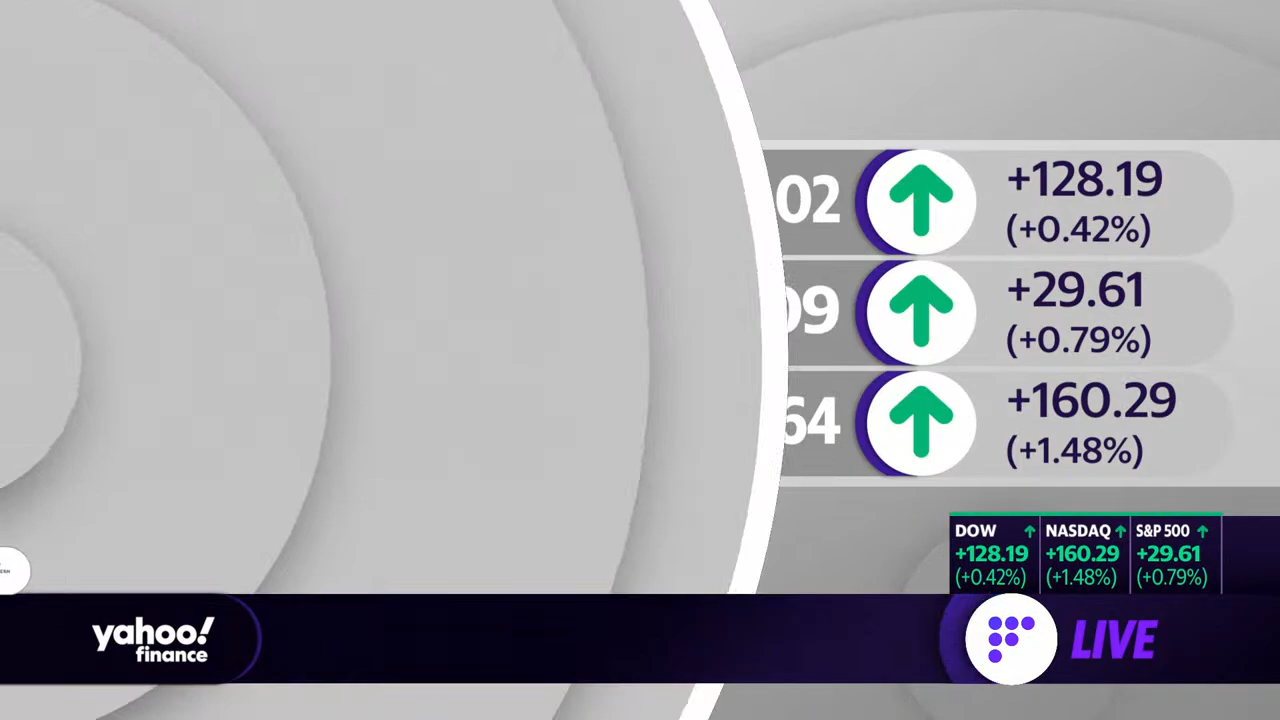 02 +128.19
(+0.42%)
09 +29.61
(+0.79%)
64 +160.29
(+1.48%)
DOW NASDAQ S&P 500
+128.19 +160.29 +29.61
(+0.42%) (+1.48%) (+0.79%)
yahoo!
finance
LIVE